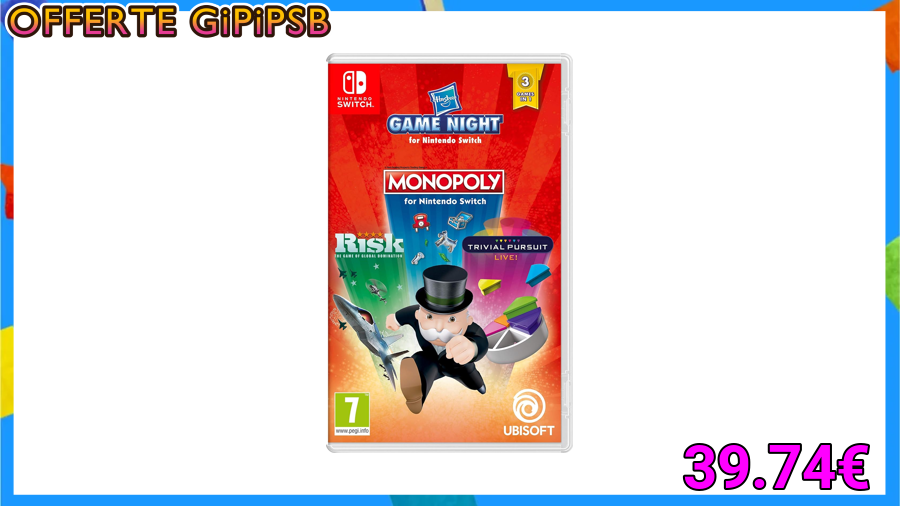 OFFERTE GiPiPSB
NINTENDO
SWITCH.
3
GAMES
IN 1
Hasbro
GAME NIGHT
for Nintendo Switch
MONOPOLY
for Nintendo Switch
RISK
THE GAME OF GLOBAL DOMINATION
TRIVIAL PURSUIT
LIVE!
7
www.pegi.info
UBISOFT
39.74€